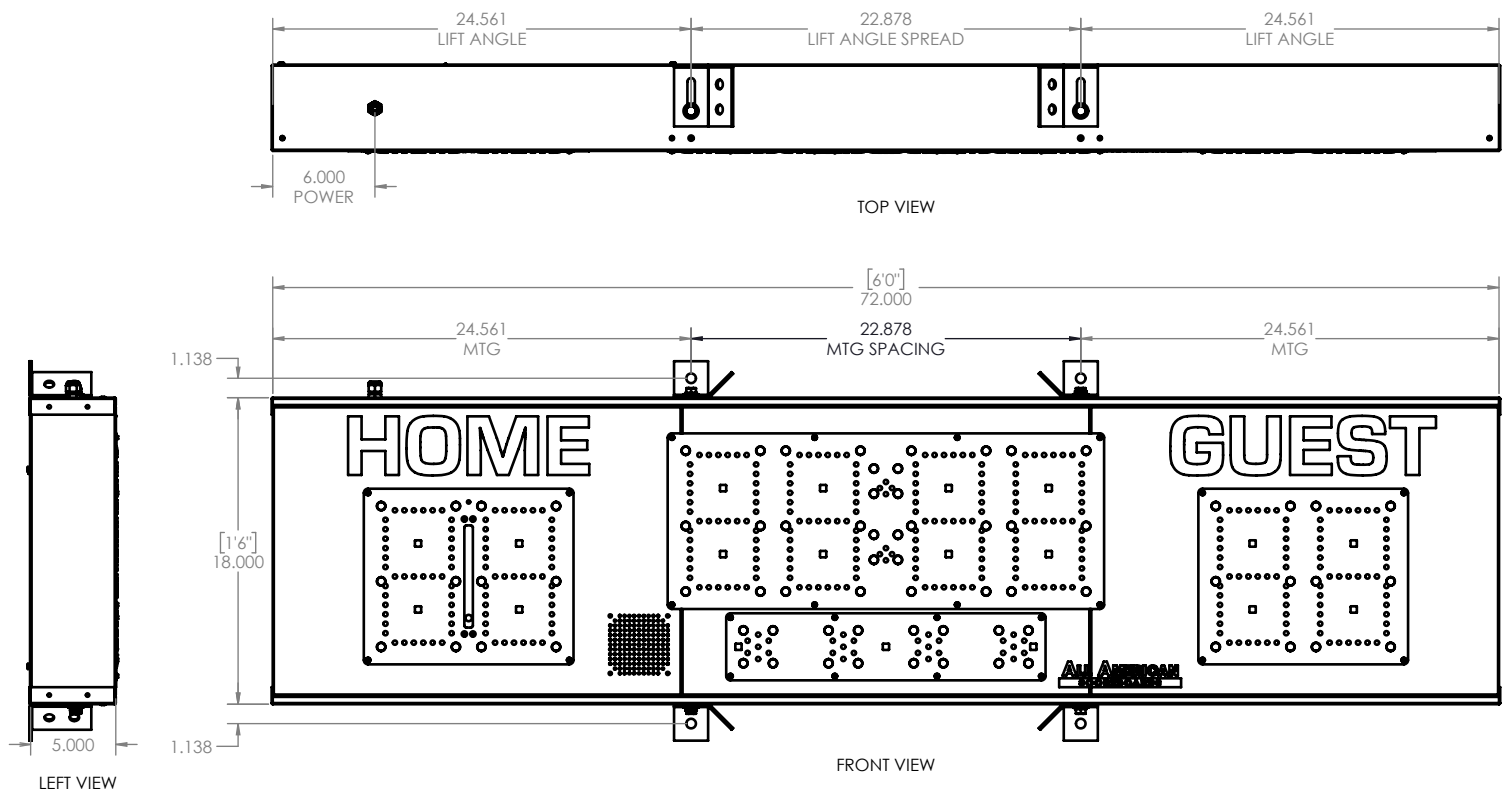 24.561
LIFT ANGLE
22.878
LIFT ANGLE SPREAD
24.561
LIFT ANGLE
6.000
POWER
TOP VIEW
[6'0"]
72.000
24.561
MTG
22.878
MTG SPACING
24.561
MTG
1.138
HOME
GUEST
[1'6"]
18.000
ALL AMERICAN
1.138
5.000
LEFT VIEW
FRONT VIEW